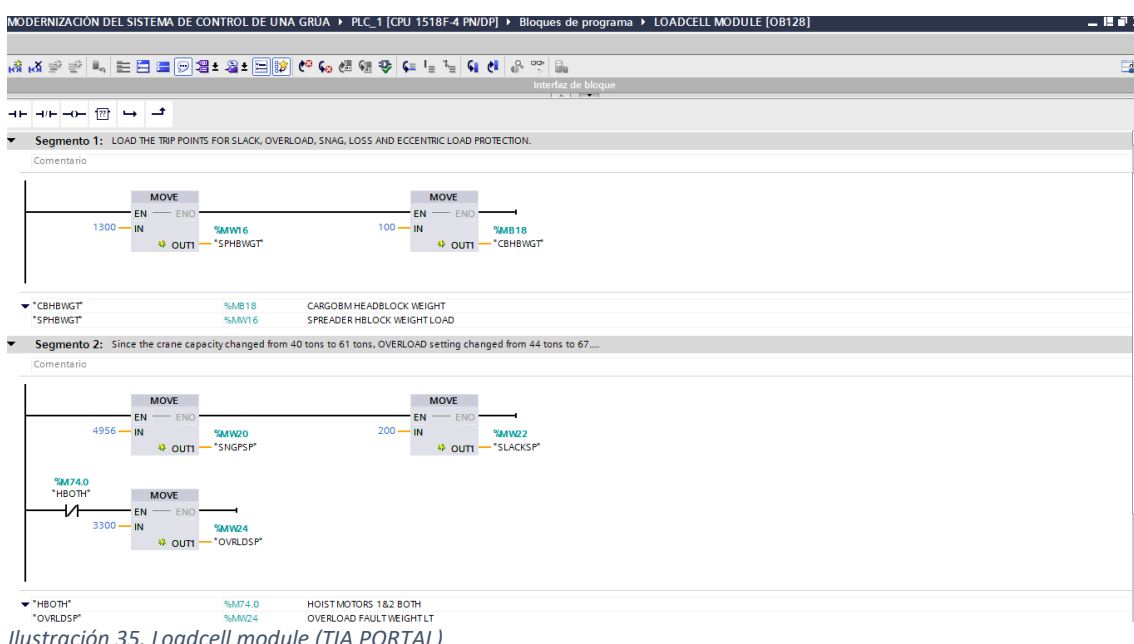 MODERNIZACIÓN DEL SISTEMA DE CONTROL DE UNA GRÚA ▸ PLC_1 [CPU 1518F-4 PN/DP] ▸ Bloques de programa ▸ LOADCELL MODULE [OB128]
Interfaz de bloque
Segmento 1: LOAD THE TRIP POINTS FOR SLACK, OVERLOAD, SNAG, LOSS AND ECCENTRIC LOAD PROTECTION.
Comentario
MOVE MOVE
EN ENO EN ENO
1300 IN %MW16 100 IN %MB18
OUT1 "SPHBWGT" OUT1 "CBHBWGT"
"CBHBWGT" %MB18 CARGOBM HEADBLOCK WEIGHT
"SPHBWGT" %MW16 SPREADER HBLOCK WEIGHT LOAD
Segmento 2: Since the crane capacity changed from 40 tons to 61 tons, OVERLOAD setting changed from 44 tons to 67....
Comentario
MOVE MOVE
EN ENO EN ENO
4956 IN %MW20 200 IN %MW22
OUT1 "SNGPSP" OUT1 "SLACKSP"
%M74.0
"HBOTH" MOVE
EN ENO
3300 IN %MW24
OUT1 "OVRLDSP"
"HBOTH" %M74.0 HOIST MOTORS 1&2 BOTH
"OVRLDSP" %MW24 OVERLOAD FAULT WEIGHT LT
Ilustración 35. Loadcell module (TIA PORTAL)